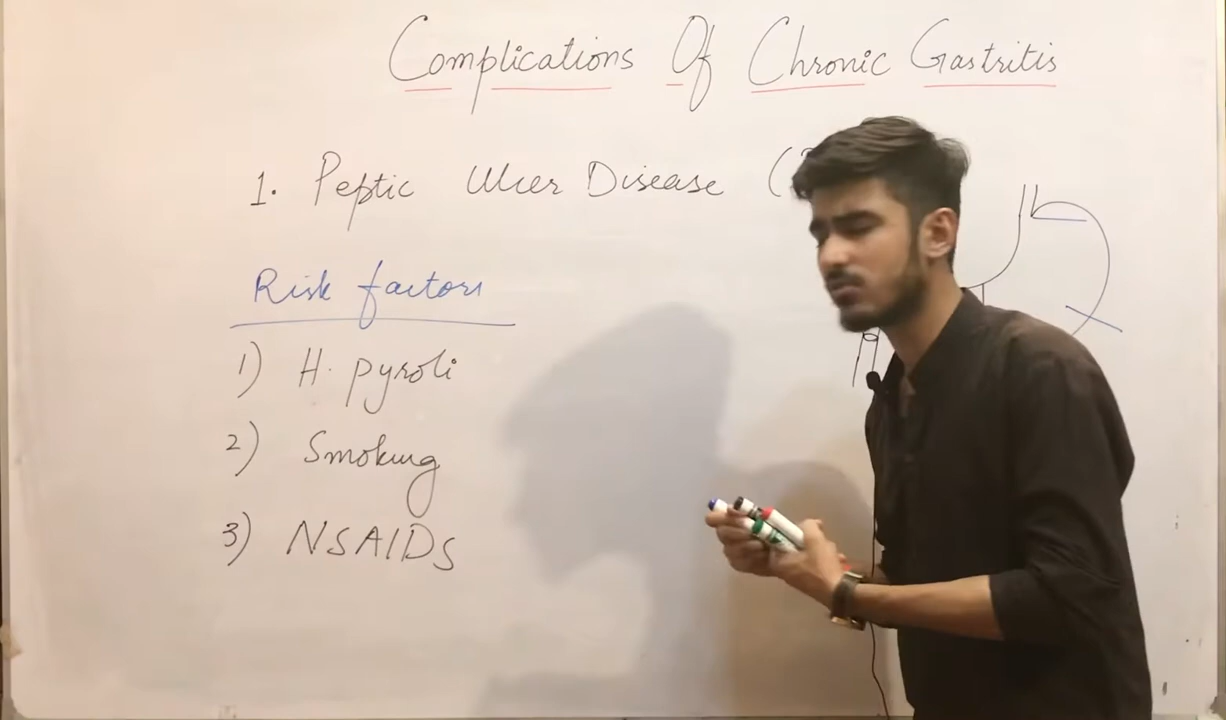 Complications Of Chronic Gastritis
1. Peptic Ulcer Disease (
Risk factors
1) H. pyroli
2) Smoking
3) NSAIDs